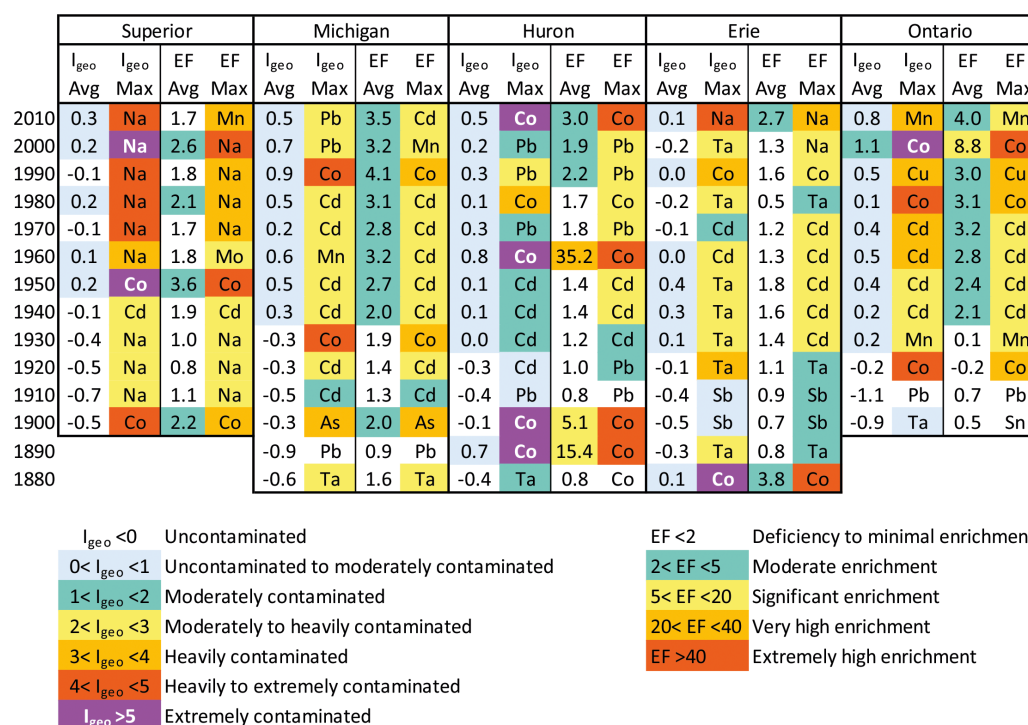 Superior Michigan Huron Erie Ontario
Igeo Igeo EF EF Igeo Igeo EF EF Igeo Igeo EF EF Igeo Igeo EF EF Igeo Igeo EF EF
Avg Max Avg Max Avg Max Avg Max Avg Max Avg Max Avg Max Avg Max Avg Max Avg Max
2010 0.3 Na 1.7 Mn 0.5 Pb 3.5 Cd 0.5 Co 3.0 Co 0.1 Na 2.7 Na 0.8 Mn 4.0 Mn
2000 0.2 Na 2.6 Na 0.7 Pb 3.2 Mn 0.2 Pb 1.9 Pb -0.2 Ta 1.3 Na 1.1 Co 8.8 Co
1990 -0.1 Na 1.8 Na 0.9 Co 4.1 Co 0.3 Pb 2.2 Pb 0.0 Co 1.6 Co 0.5 Cu 3.0 Cu
1980 0.2 Na 2.1 Na 0.5 Cd 3.1 Cd 0.1 Co 1.7 Co -0.2 Ta 0.5 Ta 0.1 Co 3.1 Co
1970 -0.1 Na 1.7 Na 0.2 Cd 2.8 Cd 0.3 Pb 1.8 Pb -0.1 Cd 1.2 Cd 0.4 Cd 3.2 Cd
1960 0.1 Na 1.8 Mo 0.6 Mn 3.2 Cd 0.8 Co 35.2 Co 0.0 Cd 1.3 Cd 0.5 Cd 2.8 Cd
1950 0.2 Co 3.6 Co 0.5 Cd 2.7 Cd 0.1 Cd 1.4 Cd 0.4 Ta 1.8 Cd 0.4 Cd 2.4 Cd
1940 -0.1 Cd 1.9 Cd 0.3 Cd 2.0 Cd 0.1 Cd 1.4 Cd 0.3 Ta 1.6 Cd 0.2 Cd 2.1 Cd
1930 -0.4 Na 1.0 Na -0.3 Co 1.9 Co 0.0 Cd 1.2 Cd 0.1 Ta 1.4 Cd 0.2 Mn 0.1 Mn
1920 -0.5 Na 0.8 Na -0.3 Cd 1.4 Cd -0.3 Cd 1.0 Pb -0.1 Ta 1.1 Ta -0.2 Co -0.2 Co
1910 -0.7 Na 1.1 Na -0.5 Cd 1.3 Cd -0.4 Pb 0.8 Pb -0.4 Sb 0.9 Sb -1.1 Pb 0.7 Pb
1900 -0.5 Co 2.2 Co -0.3 As 2.0 As -0.1 Co 5.1 Co -0.5 Sb 0.7 Sb -0.9 Ta 0.5 Sn
1890 -0.9 Pb 0.9 Pb 0.7 Co 15.4 Co -0.3 Ta 0.8 Ta
1880 -0.6 Ta 1.6 Ta -0.4 Ta 0.8 Co 0.1 Co 3.8 Co
Igeo <0 Uncontaminated EF <2 Deficiency to minimal enrichmen
0< Igeo <1 Uncontaminated to moderately contaminated 2< EF <5 Moderate enrichment
1< Igeo <2 Moderately contaminated 5< EF <20 Significant enrichment
2< Igeo <3 Moderately to heavily contaminated 20< EF <40 Very high enrichment
3< Igeo <4 Heavily contaminated EF >40 Extremely high enrichment
4< Igeo <5 Heavily to extremely contaminated
Igeo >5 Extremely contaminated